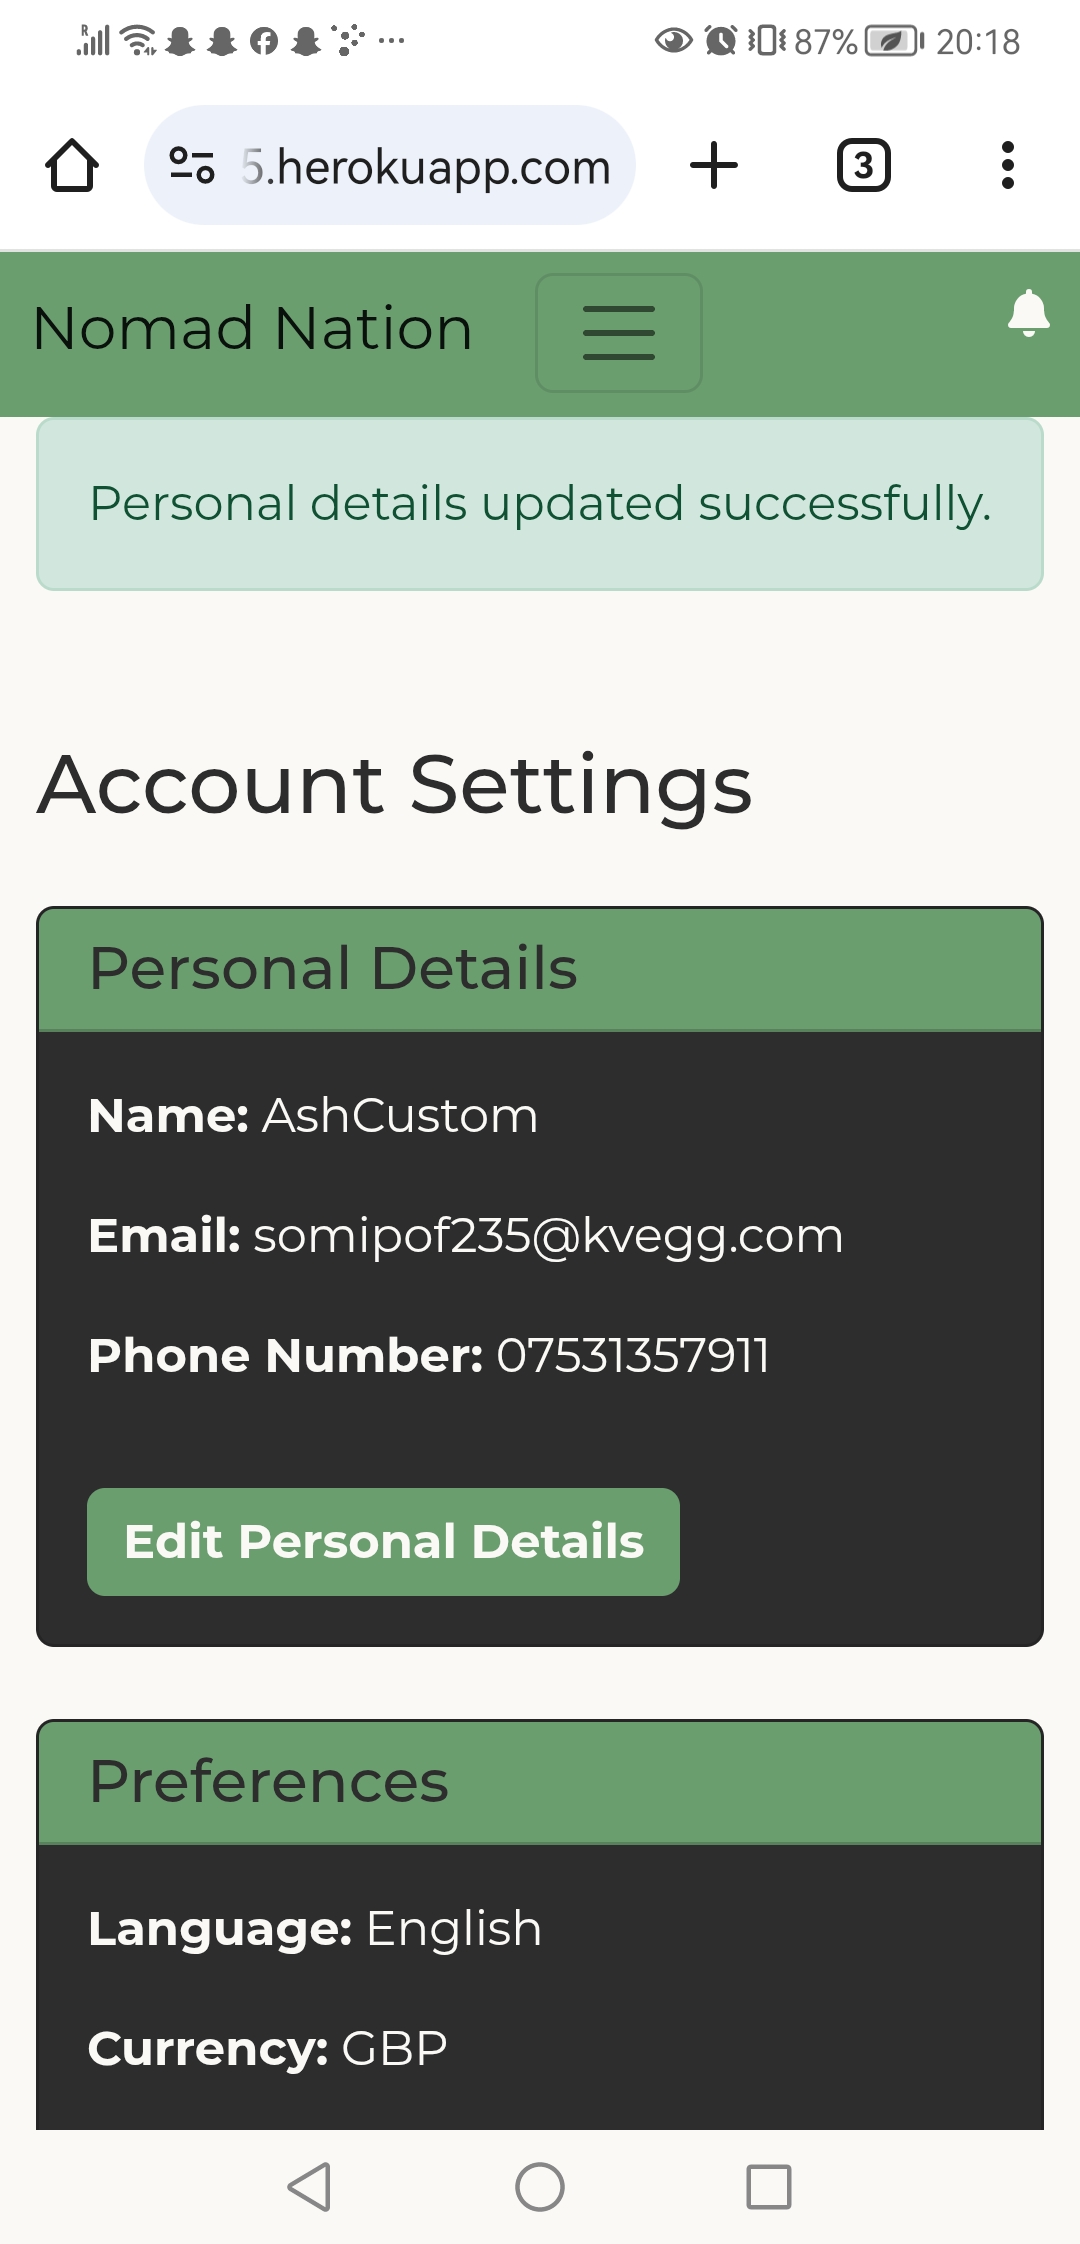 R 87% 20:18
5.herokuapp.com 3
Nomad Nation
Personal details updated successfully.
Account Settings
Personal Details
Name: AshCustom
Email: somipof235@kvegg.com
Phone Number: 07531357911
Edit Personal Details
Preferences
Language: English
Currency: GBP